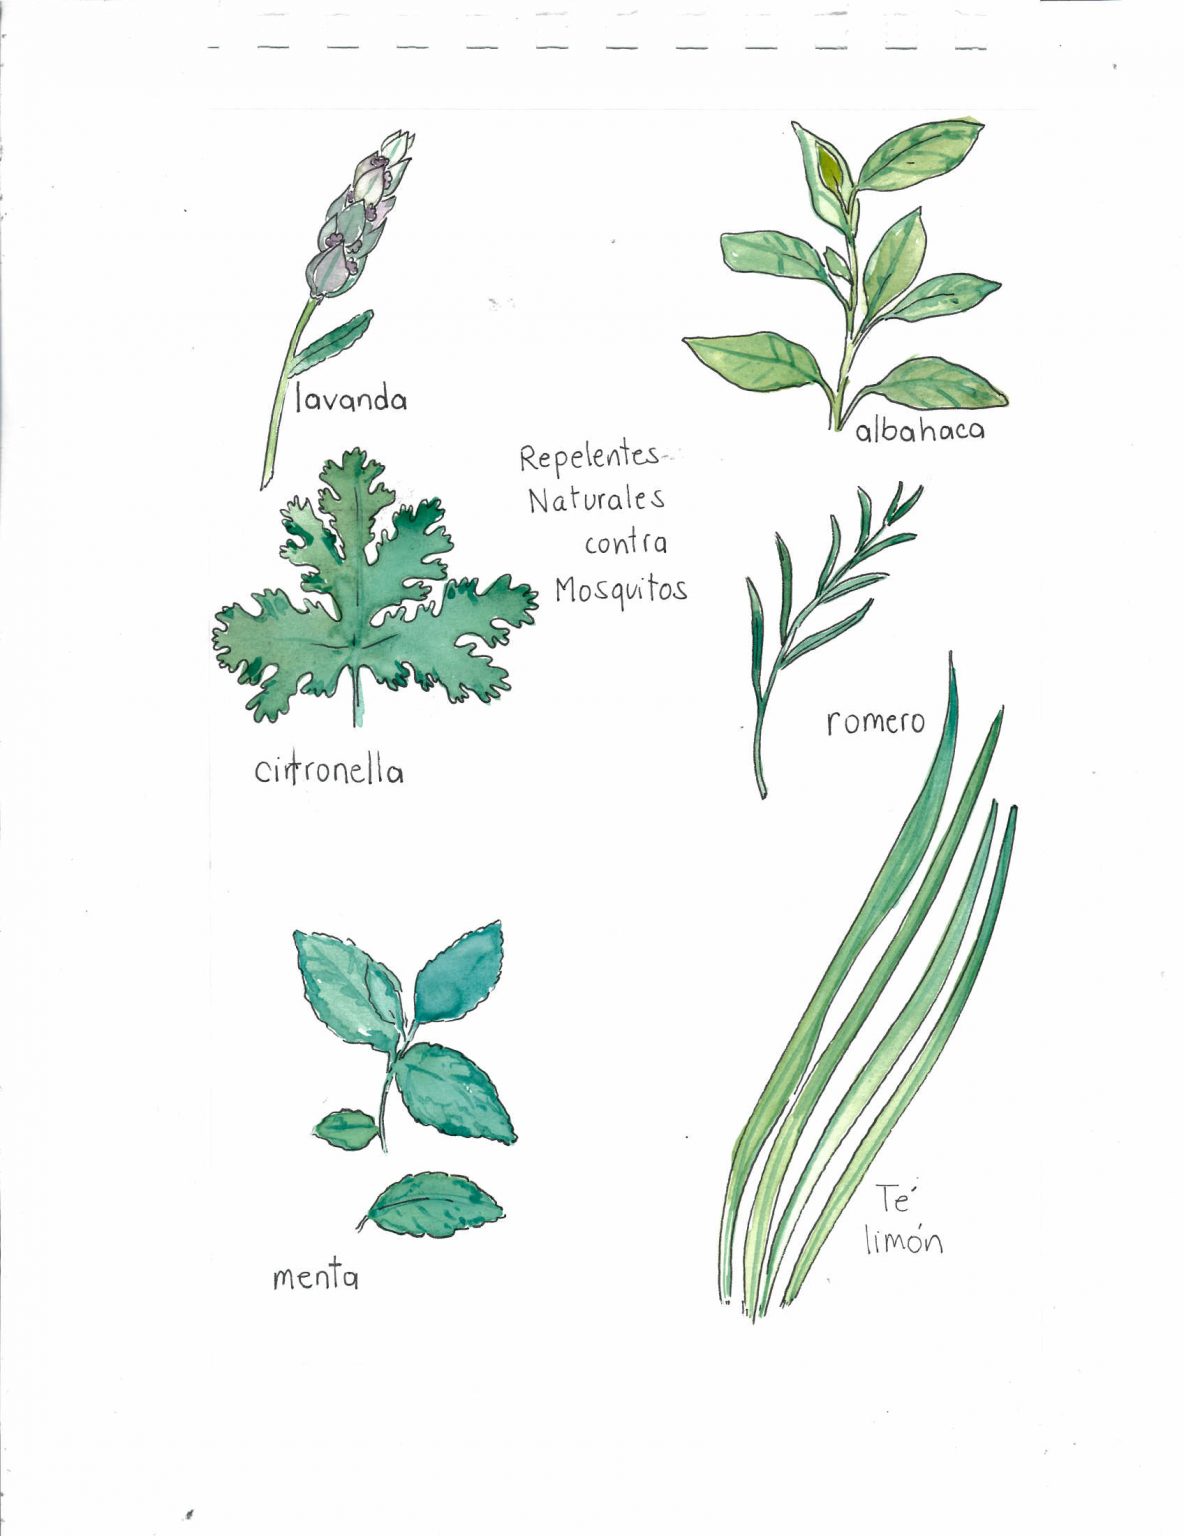 lavanda
albahaca
Repelentes
Naturales
contra
Mosquitos
romero
citronella
Té
limón
menta